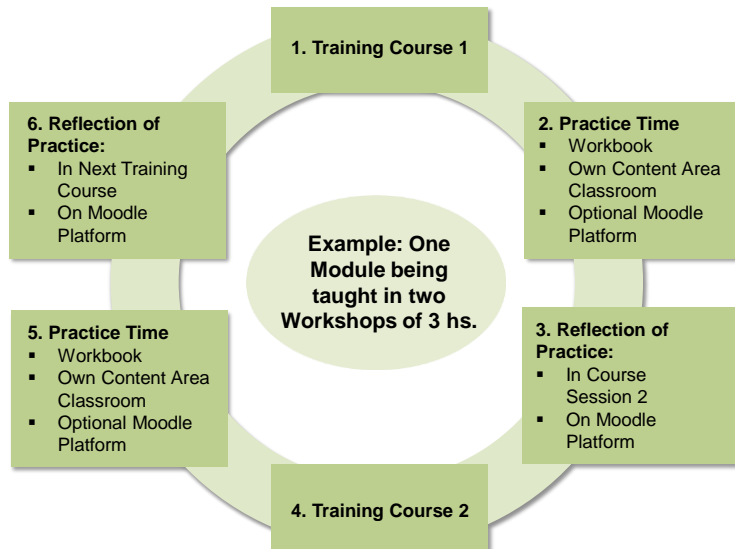 1. Training Course 1
2. Practice Time
▪ Workbook
▪ Own Content Area
Classroom
▪ Optional Moodle
Platform
3. Reflection of
Practice:
▪ In Course
Session 2
▪ On Moodle
Platform
4. Training Course 2
5. Practice Time
▪ Workbook
▪ Own Content Area
Classroom
▪ Optional Moodle
Platform
6. Reflection of
Practice:
▪ In Next Training
Course
▪ On Moodle
Platform
Example: One
Module being
taught in two
Workshops of 3 hs.